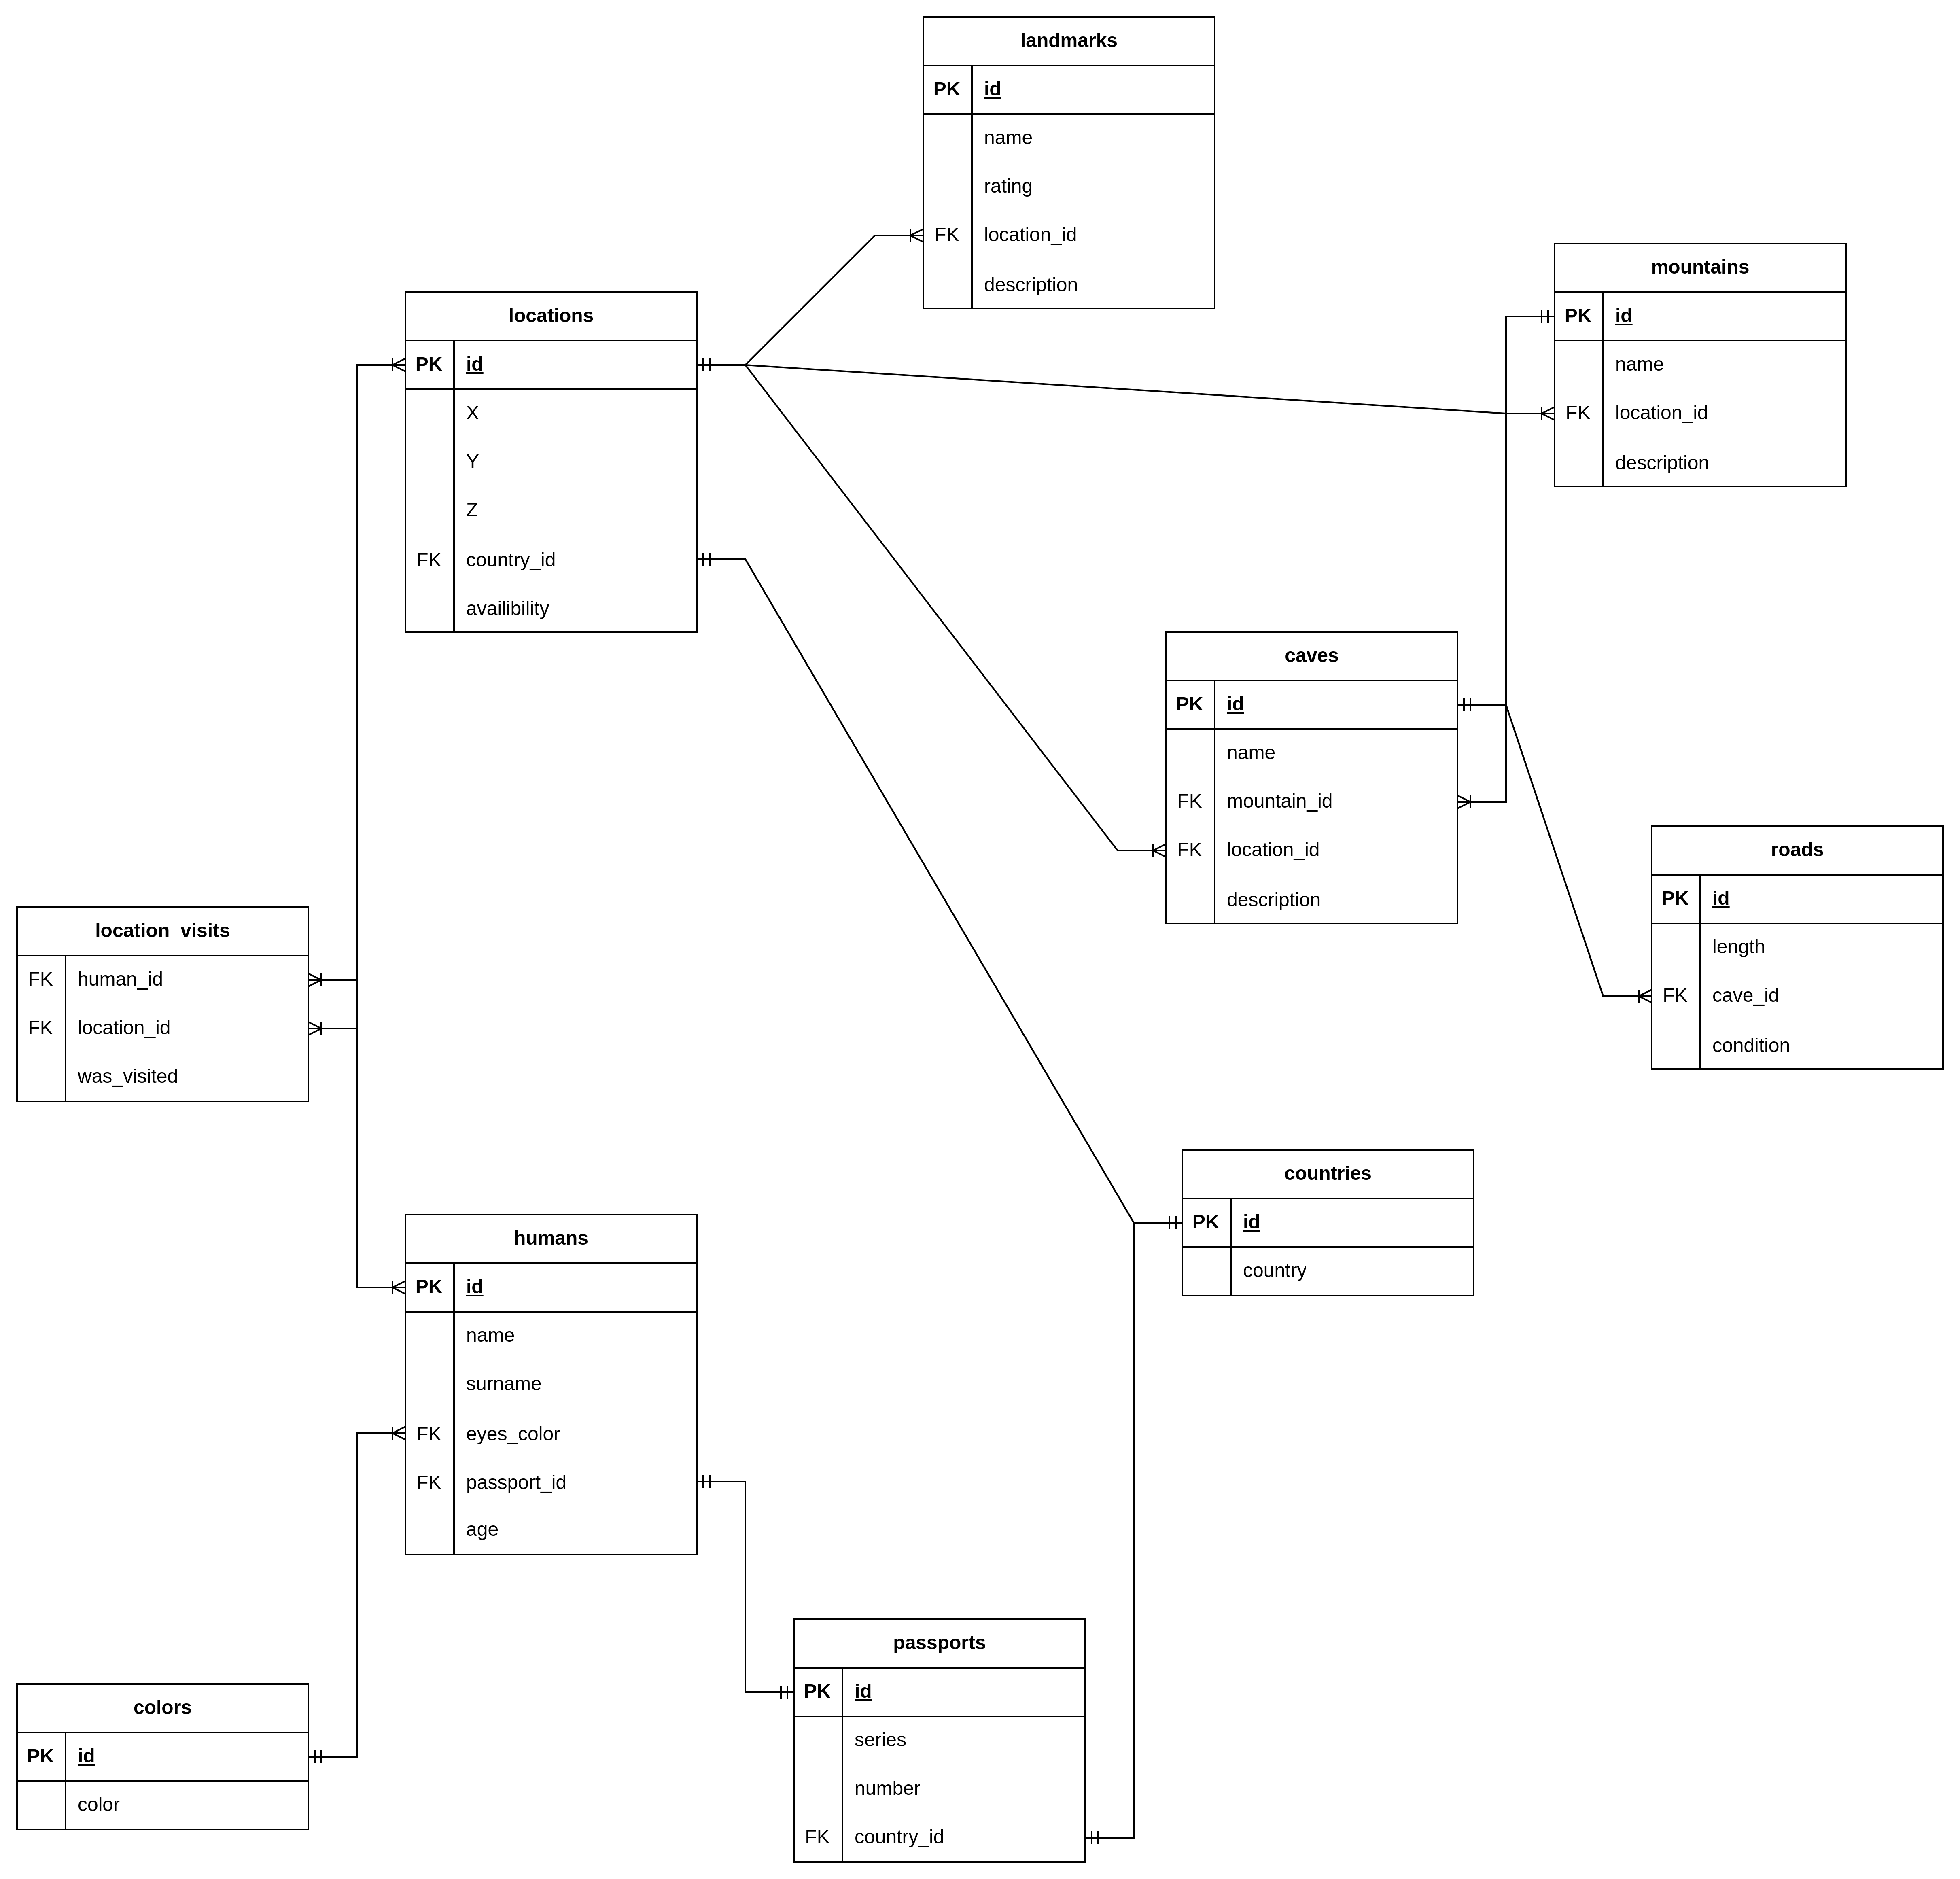 landmarks
PK id
name
rating
FK location_id
description
mountains
PK id
name
FK location_id
description
locations
PK id
X
Y
Z
FK country_id
availibility
caves
PK id
name
FK mountain_id
FK location_id
description
roads
PK id
length
FK cave_id
condition
location_visits
FK human_id
FK location_id
was_visited
countries
PK id
country
humans
PK id
name
surname
FK eyes_color
FK passport_id
age
passports
PK id
series
number
FK country_id
colors
PK id
color